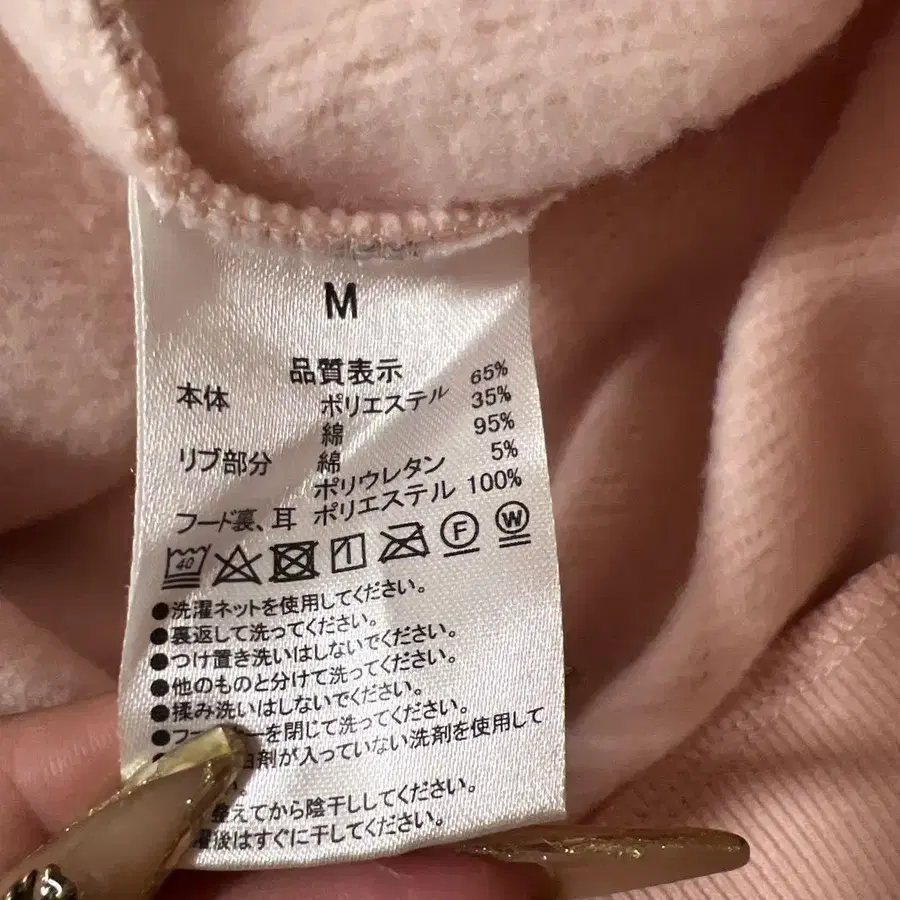 M
品質表示
本体 ポリエステル 65%
綿 35%
リブ部分 綿 95%
ポリウレタン 5%
フード裏、耳 ポリエステル 100%
40 F W
●洗濯ネットを使用してください。
●裏返して洗ってください。
●つけ置き洗いはしないでください。
●他のものと分けて洗ってください。
●揉み洗いはしないでください。
●ファ ーを閉じて洗ってください。
白剤が入っていない洗剤を使用して
い。
整えてから陰干ししてください。
濯後はすぐに干してください。